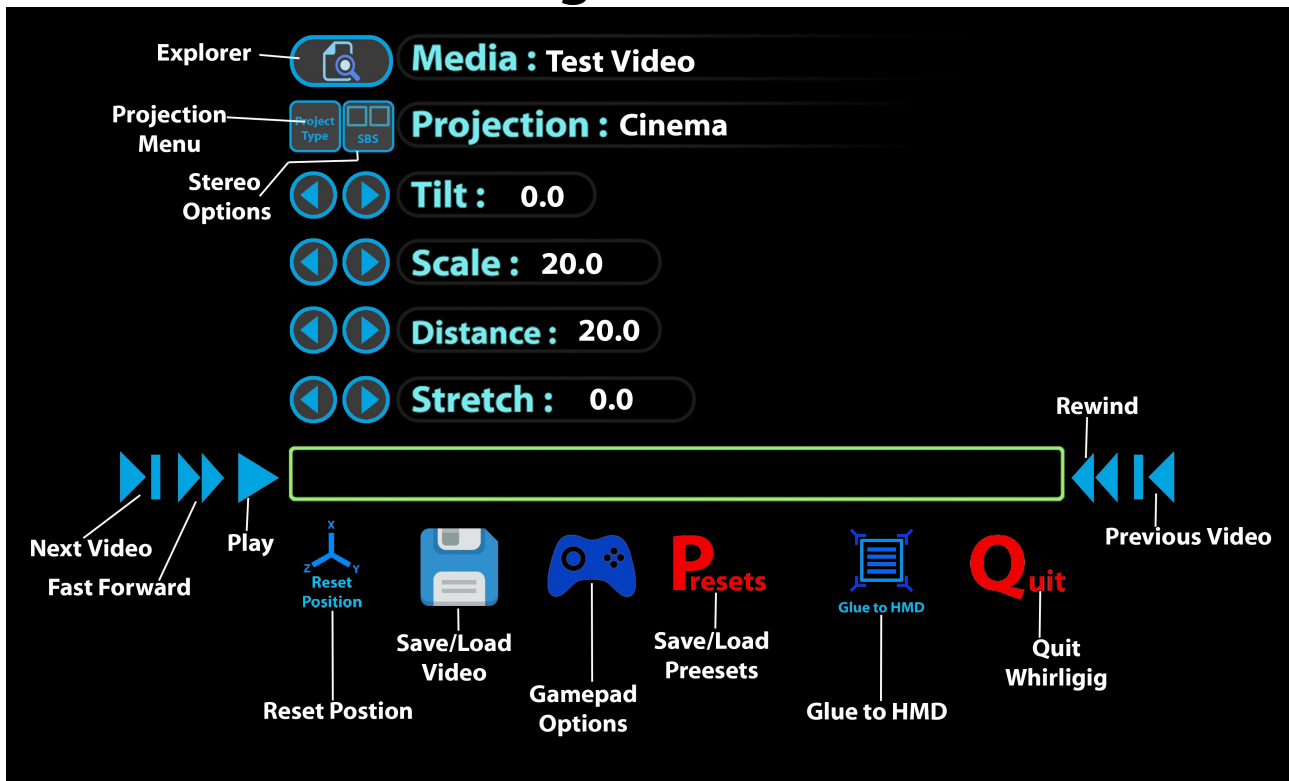 Explorer
Media : Test Video
Projection
Menu
Project
Type
SBS
Projection : Cinema
Stereo
Options
Tilt : 0.0
Scale : 20.0
Distance : 20.0
Stretch : 0.0
Rewind
Next Video
Fast Forward
Play
Previous Video
X
Z
Y
Reset
Position
Presets
Glue to HMD
Quit
Save/Load
Video
Save/Load
Preesets
Quit
Whirligig
Reset Postion
Gamepad
Options
Glue to HMD